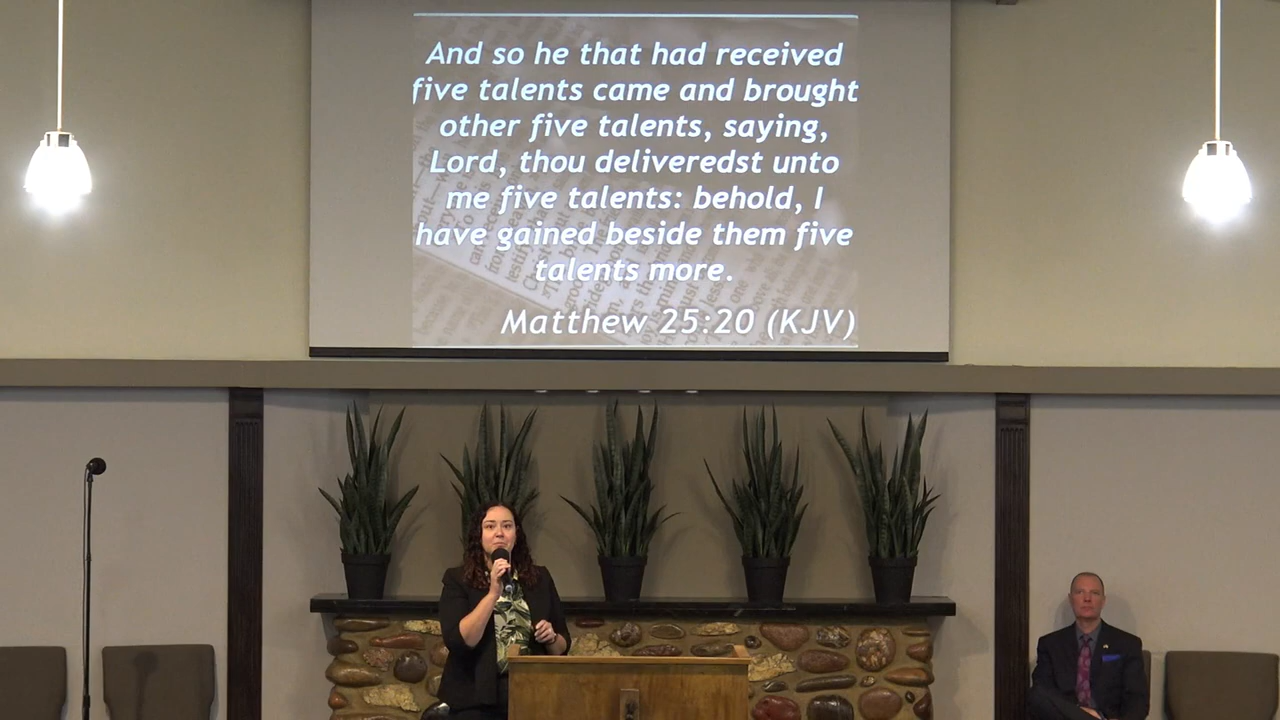 And so he that had received
five talents came and brought
other five talents, saying,
Lord, thou deliveredst unto
me five talents: behold, I
have gained beside them five
talents more.
Matthew 25:20 (KJV)